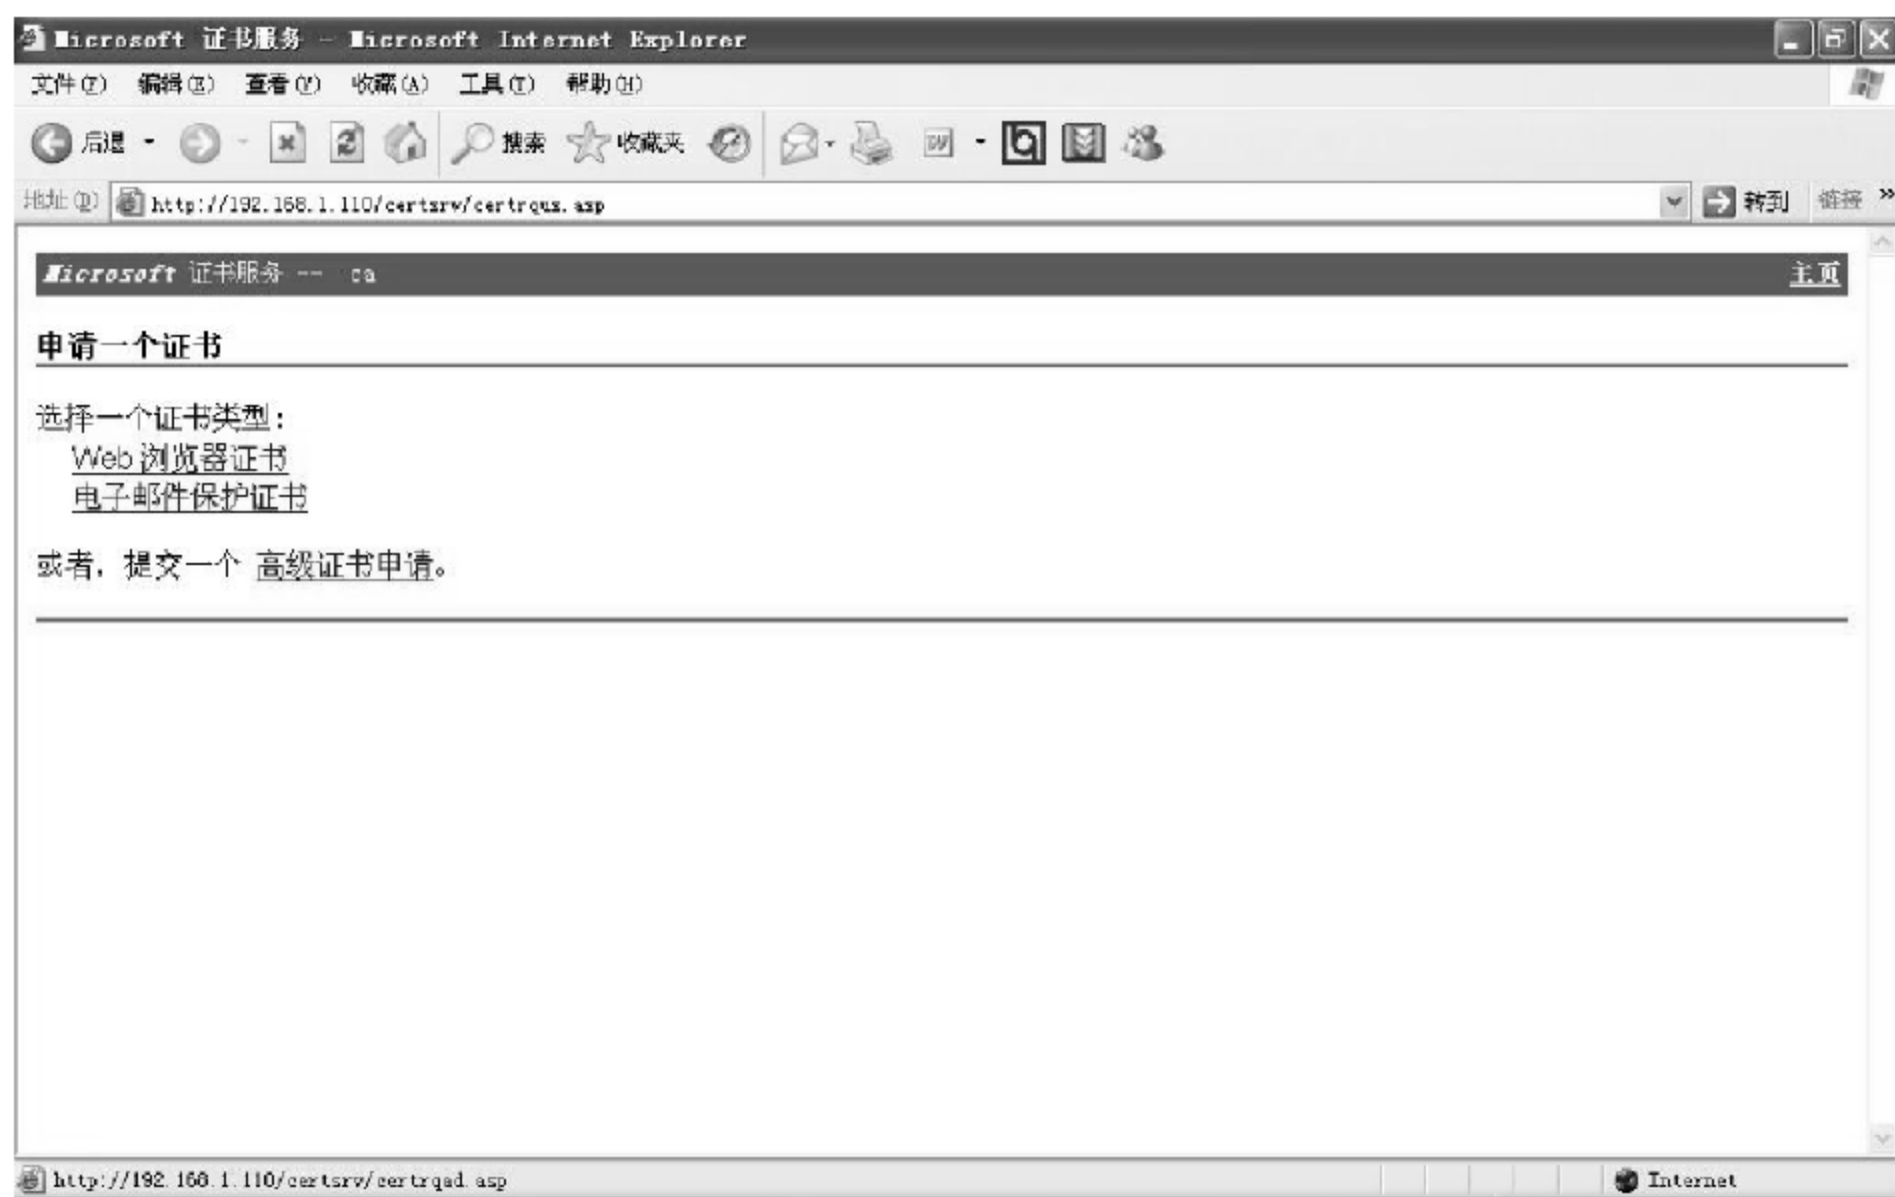 Microsoft 证书服务 - Microsoft Internet Explorer
文件(F) 编辑(E) 查看(V) 收藏(A) 工具(T) 帮助(H)
后退 搜索 收藏夹
地址(D) http://192.168.1.110/certsrv/certrqus.asp 转到 链接 »
Microsoft 证书服务 -- ca 主页
申请一个证书
选择一个证书类型:
Web 浏览器证书
电子邮件保护证书
或者,提交一个 高级证书申请。
http://192.168.1.110/certsrv/certrqad.asp Internet